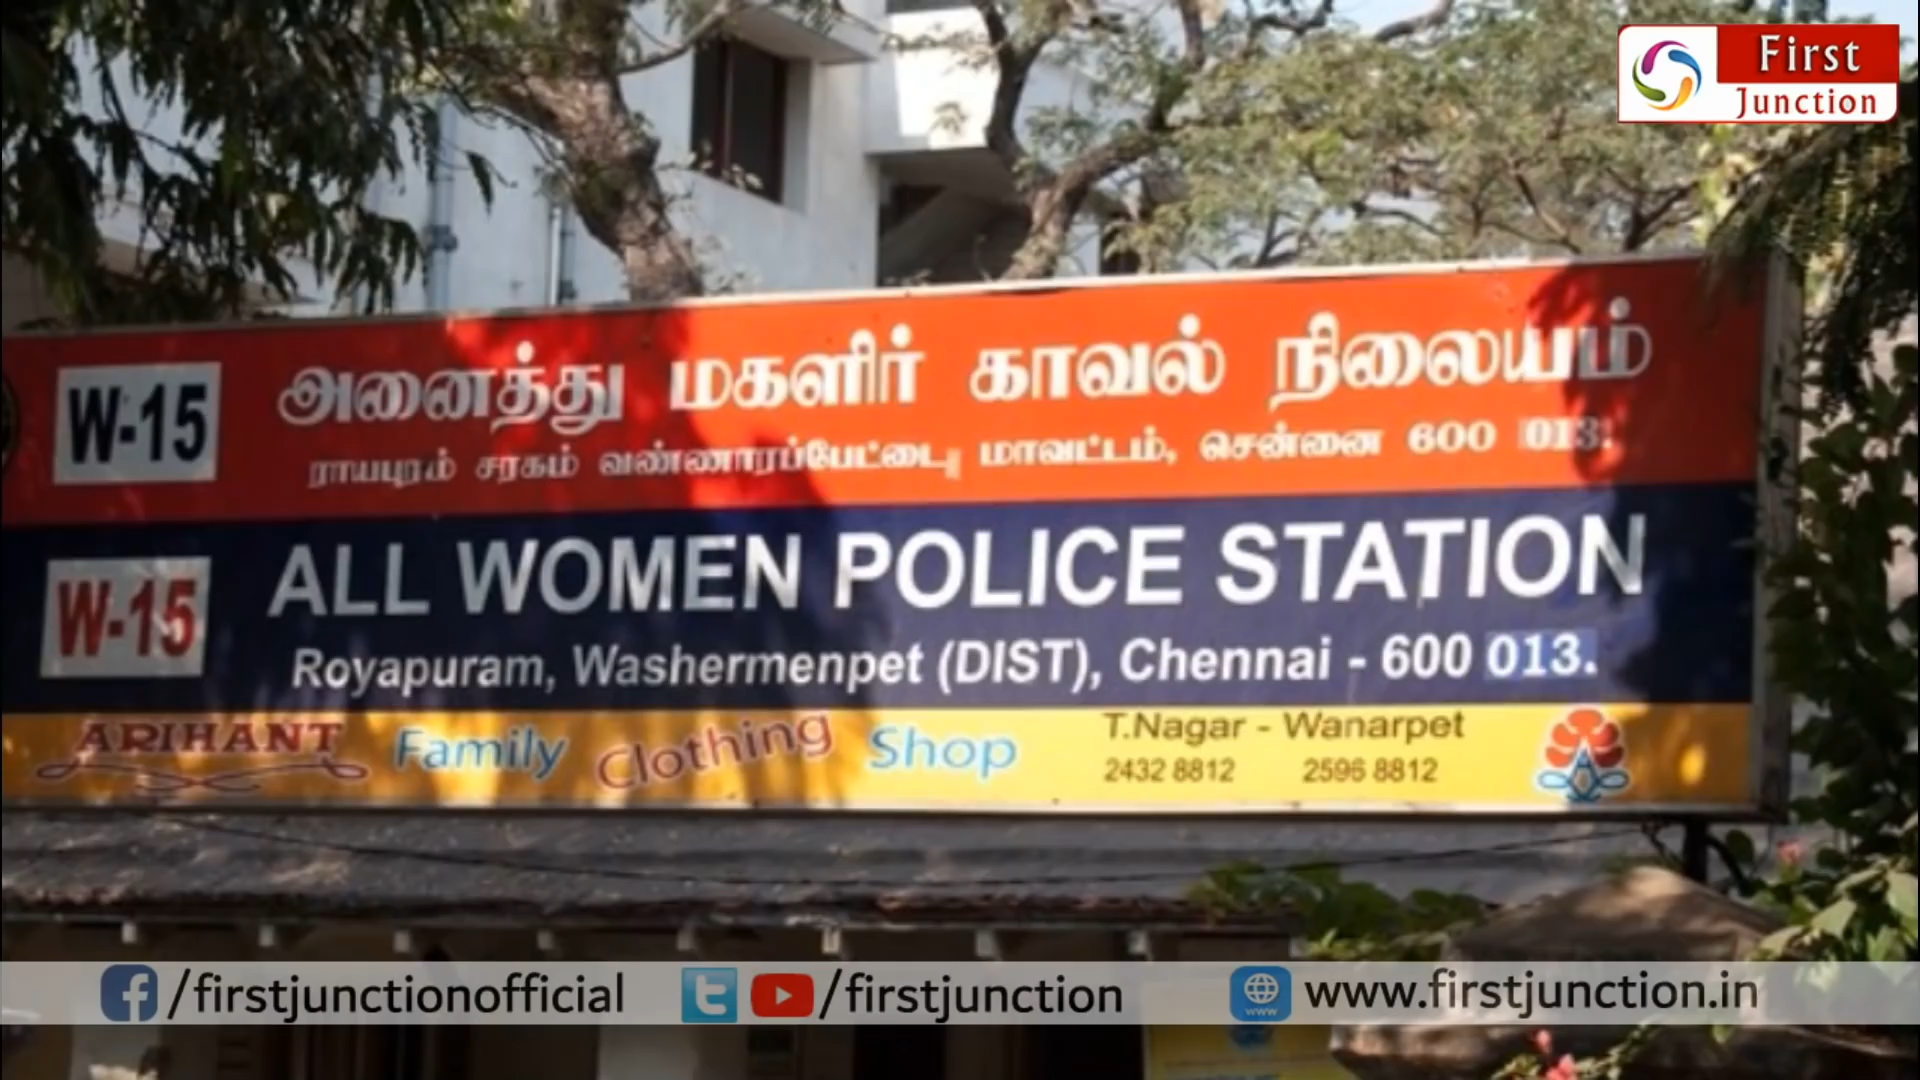 First
Junction
W-15
அனைத்து மகளிர் காவல் நிலையம்
ராயபுரம் சரகம் வண்ணாரப்பேட்டை மாவட்டம், சென்னை 600 013.
W-15
ALL WOMEN POLICE STATION
Royapuram, Washermenpet (DIST), Chennai - 600 013.
ARIHANT Family Clothing Shop
T.Nagar - Wanarpet
2432 8812 2596 8812
/firstjunctionofficial
/firstjunction
www.firstjunction.in